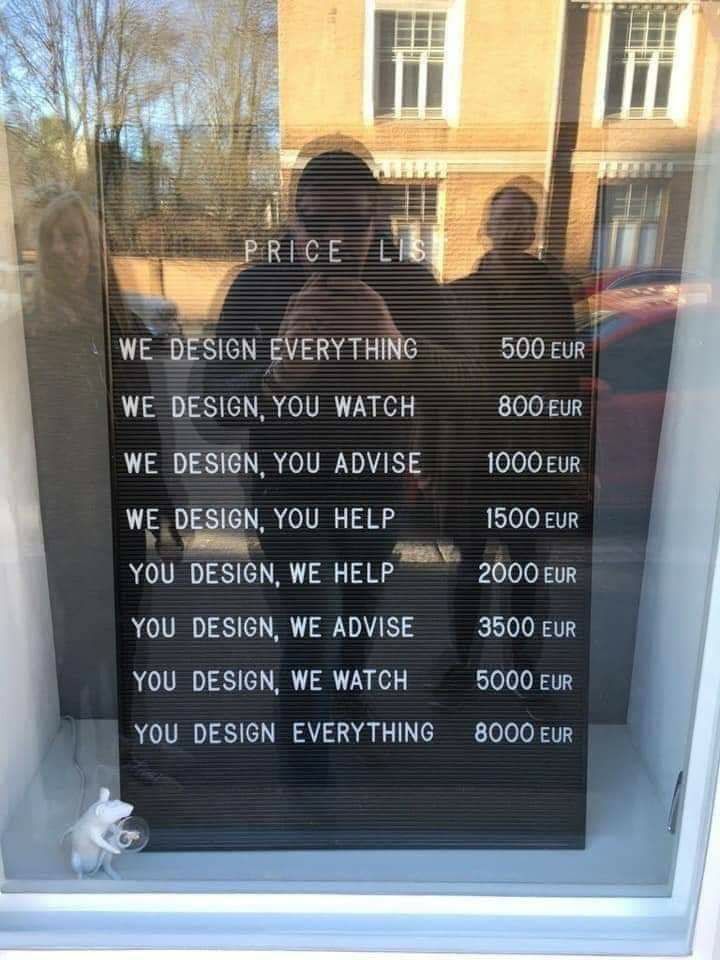 PRICE LIS
WE DESIGN EVERYTHING 500 EUR
WE DESIGN, YOU WATCH 800 EUR
WE DESIGN, YOU ADVISE 1000 EUR
WE DESIGN, YOU HELP 1500 EUR
YOU DESIGN, WE HELP 2000 EUR
YOU DESIGN, WE ADVISE 3500 EUR
YOU DESIGN, WE WATCH 5000 EUR
YOU DESIGN EVERYTHING 8000 EUR